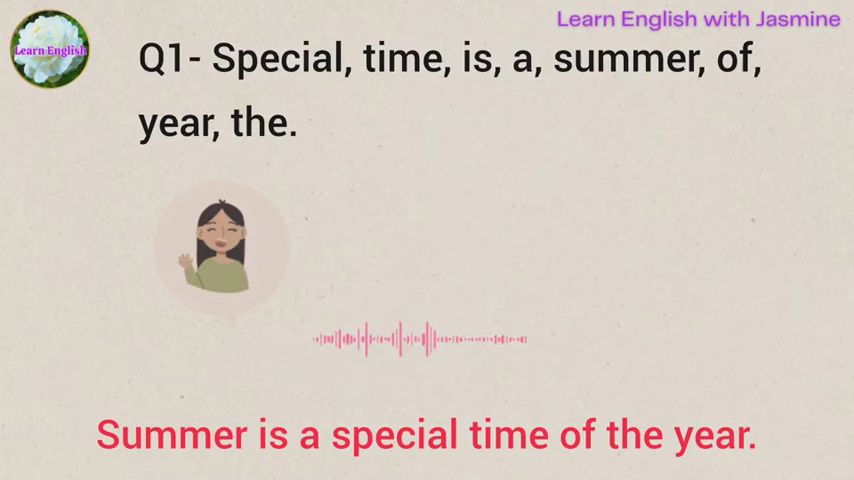 Learn English with Jasmine
Learn English
Q1- Special, time, is, a, summer, of,
year, the.
Summer is a special time of the year.